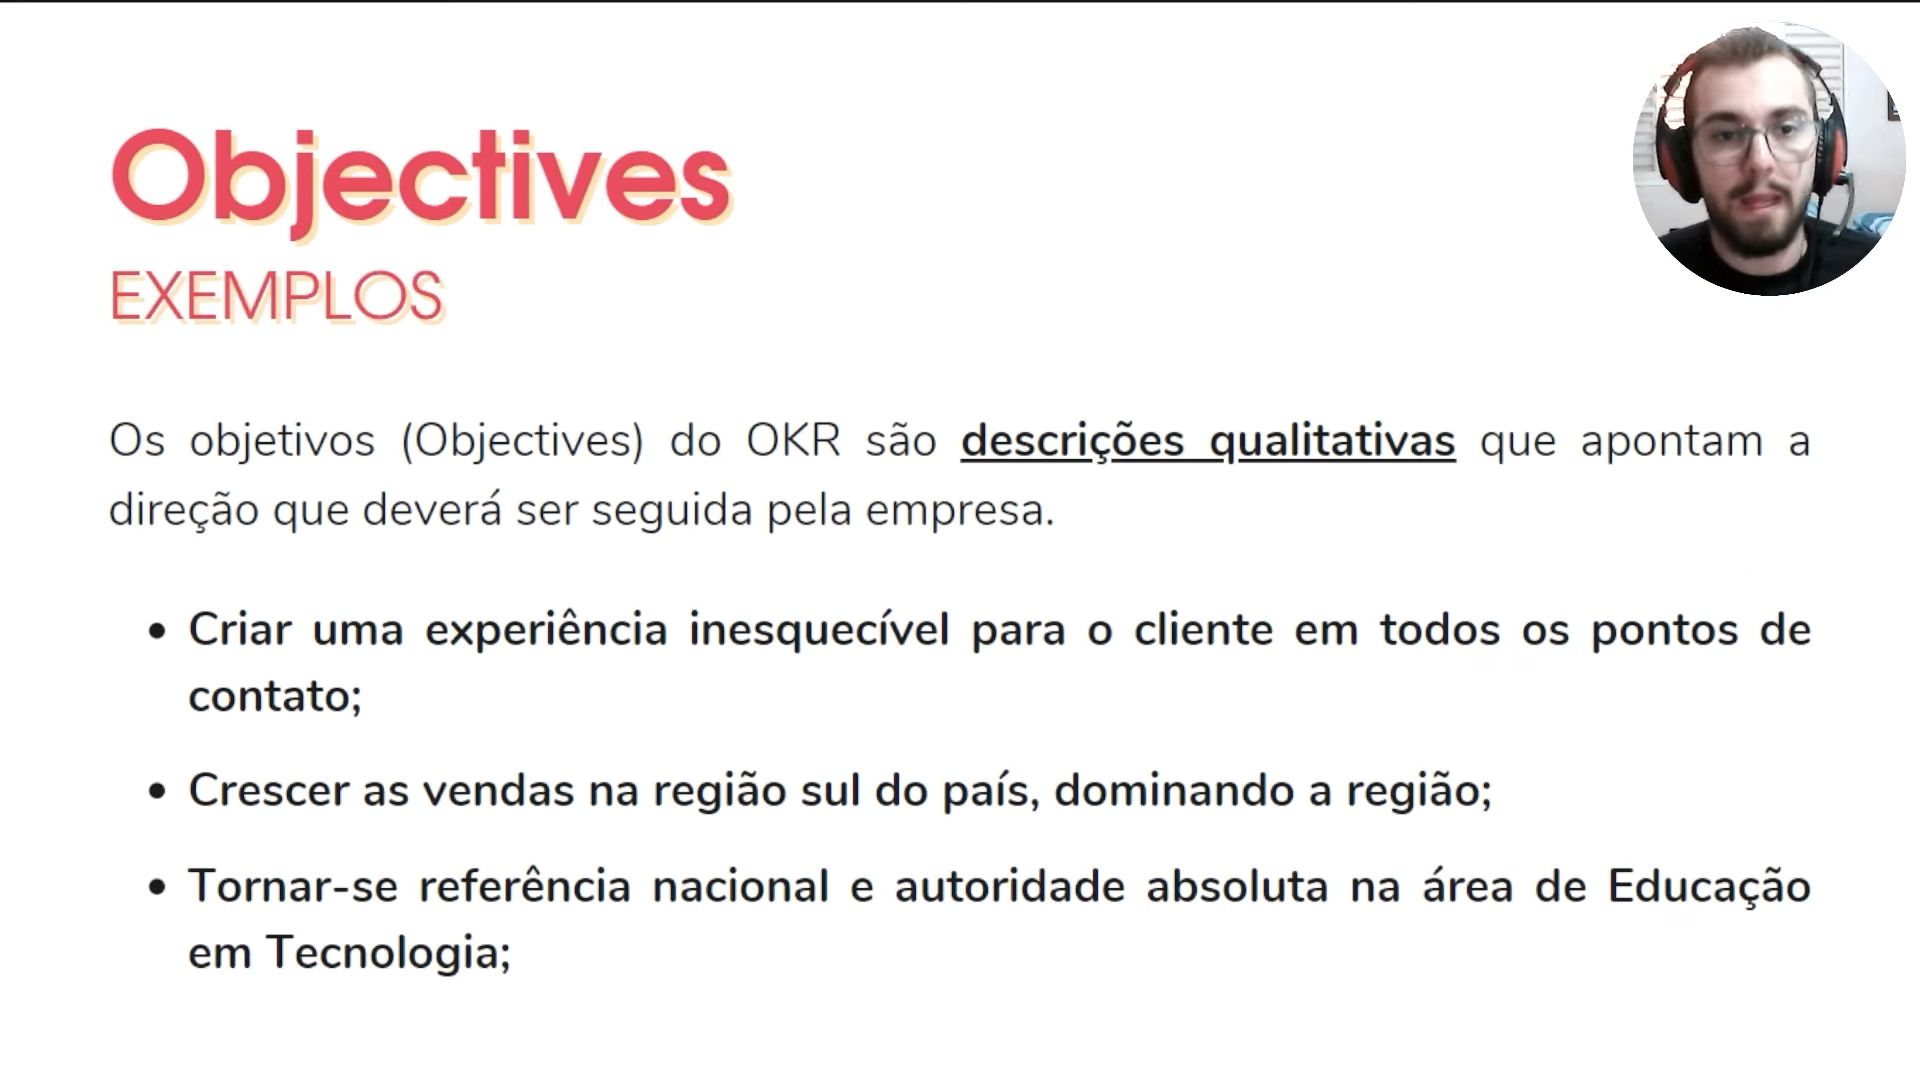 Objectives
EXEMPLOS
Os objetivos (Objectives) do OKR são descrições qualitativas que apontam a
direção que deverá ser seguida pela empresa.
• Criar uma experiência inesquecível para o cliente em todos os pontos de
contato;
• Crescer as vendas na região sul do país, dominando a região;
• Tornar-se referência nacional e autoridade absoluta na área de Educação
em Tecnologia;